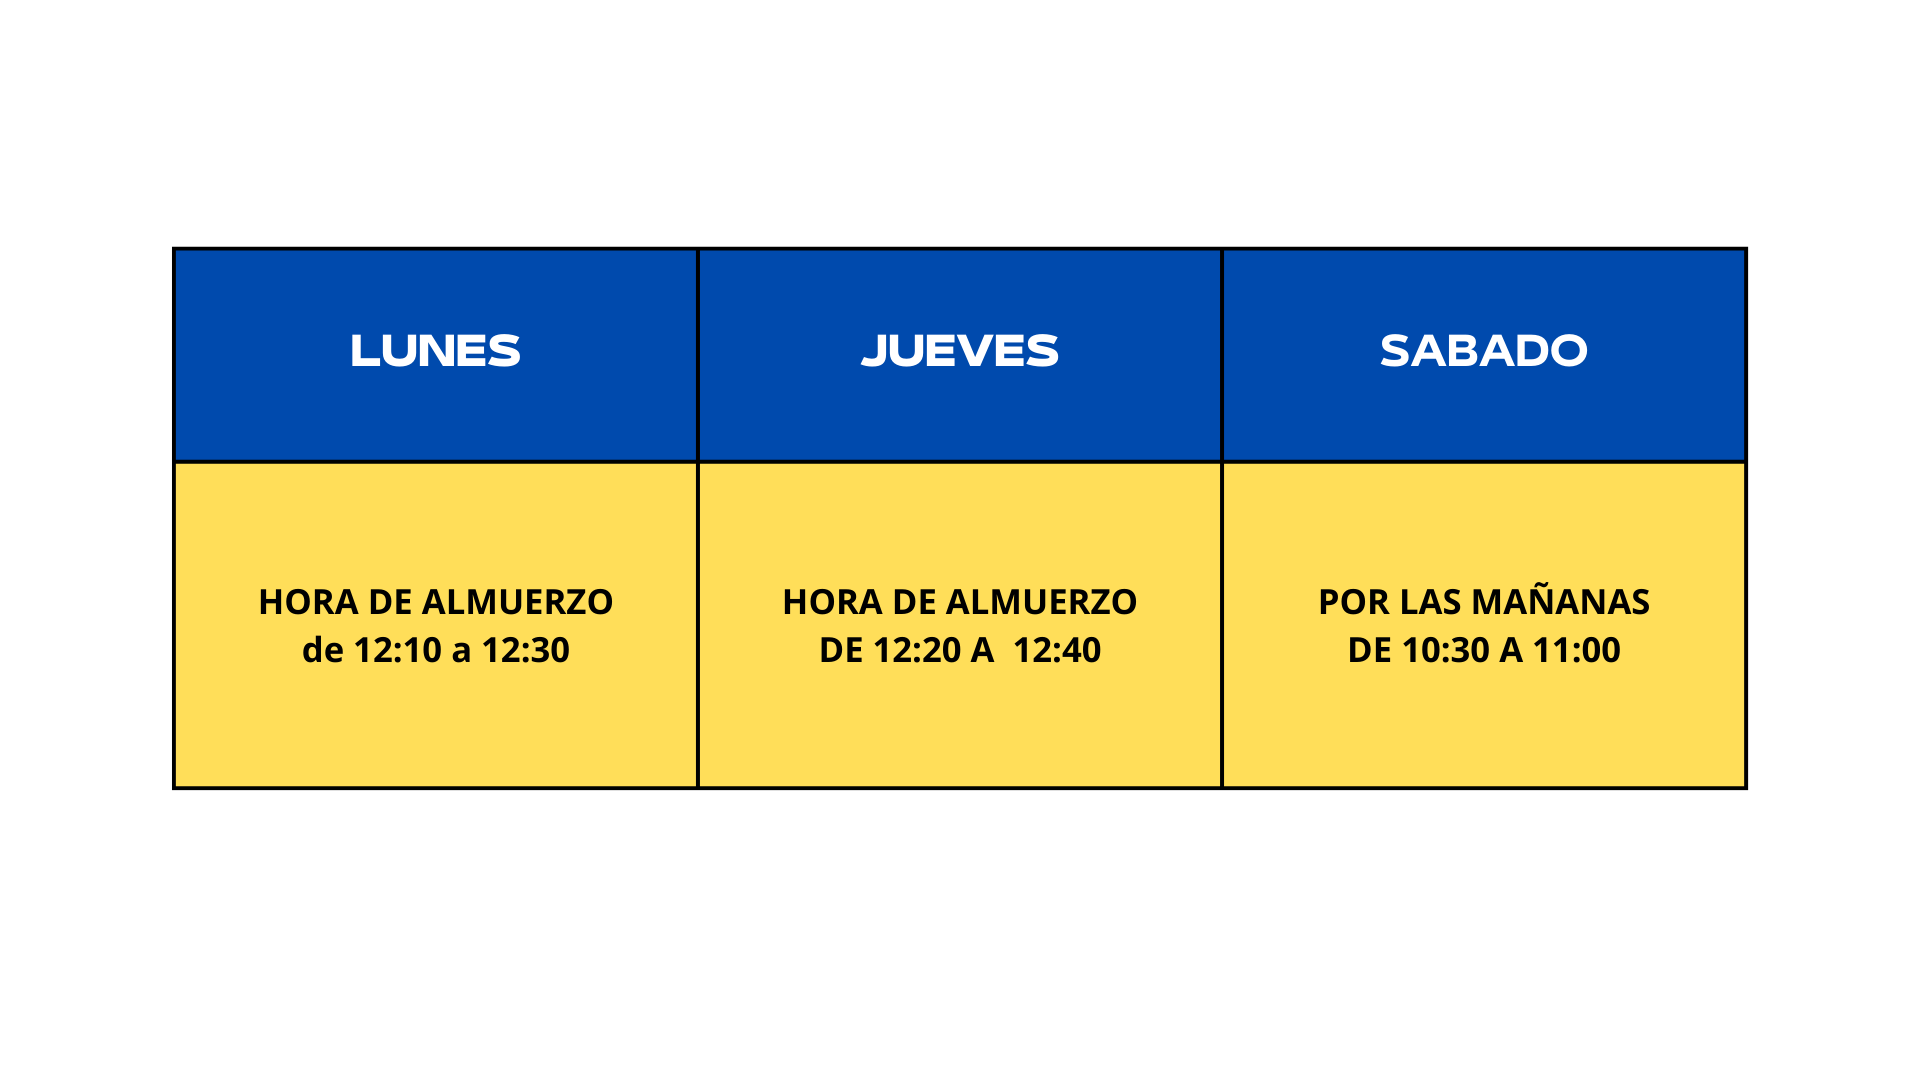 LUNES
JUEVES
SABADO
HORA DE ALMUERZO
de 12:10 a 12:30
HORA DE ALMUERZO
DE 12:20 A  12:40
POR LAS MAÑANAS
DE 10:30 A 11:00